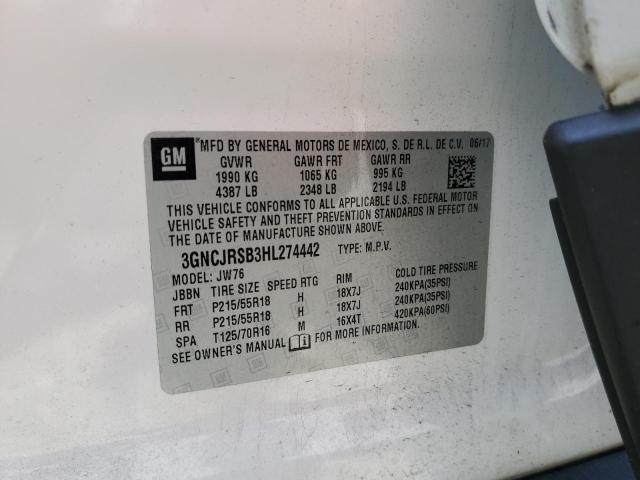 GM MFD BY GENERAL MOTORS DE MEXICO, S. DE R.L. DE C.V. 06/17
GVWR GAWR FRT GAWR RR
1990 KG 1065 KG 995 KG
4387 LB 2348 LB 2194 LB
THIS VEHICLE CONFORMS TO ALL APPLICABLE U.S. FEDERAL MOTOR
VEHICLE SAFETY AND THEFT PREVENTION STANDARDS IN EFFECT ON
THE DATE OF MANUFACTURE SHOWN ABOVE.
3GNCJRSB3HL274442 TYPE: M.P.V.
MODEL: JW76
JBBN TIRE SIZE SPEED RTG RIM COLD TIRE PRESSURE
FRT P215/55R18 H 18X7J 240KPA(35PSI)
RR P215/55R18 H 18X7J 240KPA(35PSI)
SPA T125/70R16 M 16X4T 420KPA(60PSI)
SEE OWNER'S MANUAL FOR MORE INFORMATION.